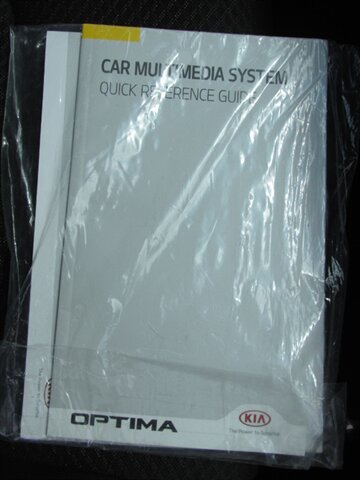 CAR MULTIMEDIA SYSTEM
QUICK REFERENCE GUIDE
OPTIMA
KIA
The Power to Surprise